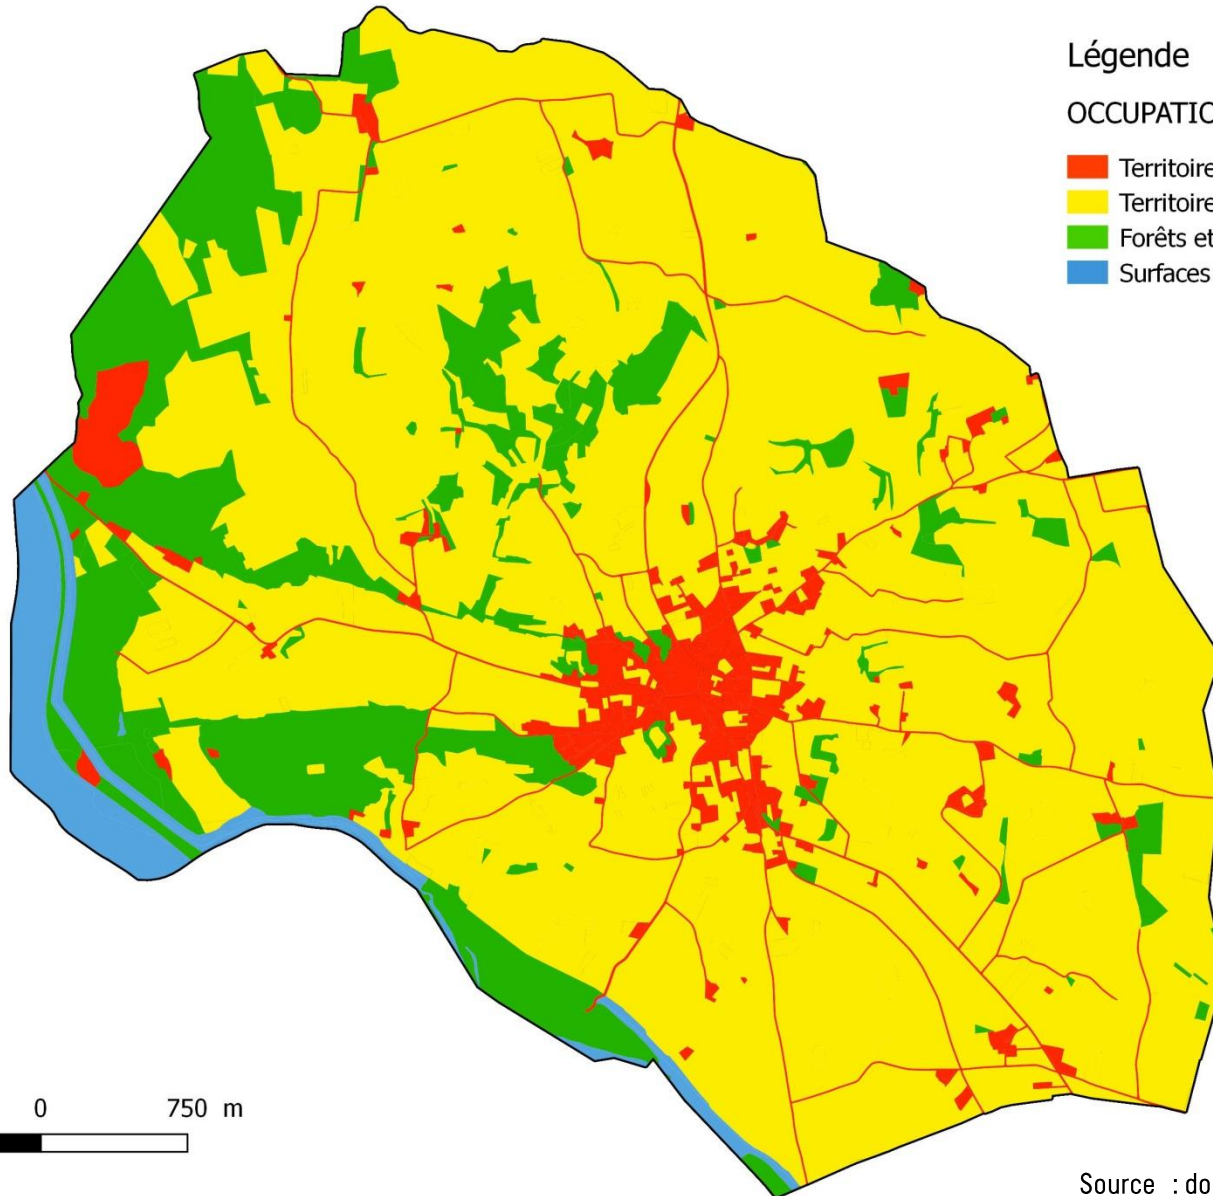 Légende
OCCUPATIO
Territoire
Territoire
Forêts et
Surfaces
0 750 m
Source : do